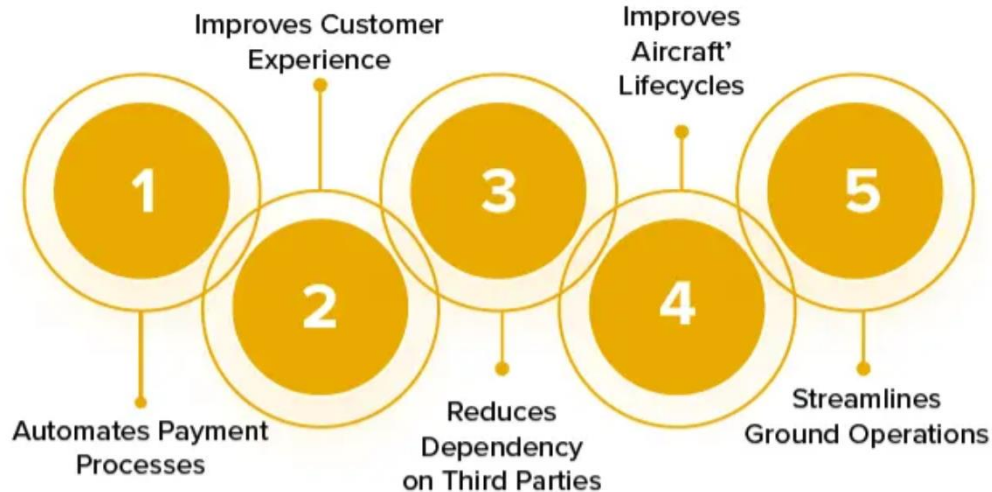 1
Automates Payment
Processes
Improves Customer
Experience
2
3
Reduces
Dependency
on Third Parties
Improves
Aircraft’
Lifecycles
4
5
Streamlines
Ground Operations